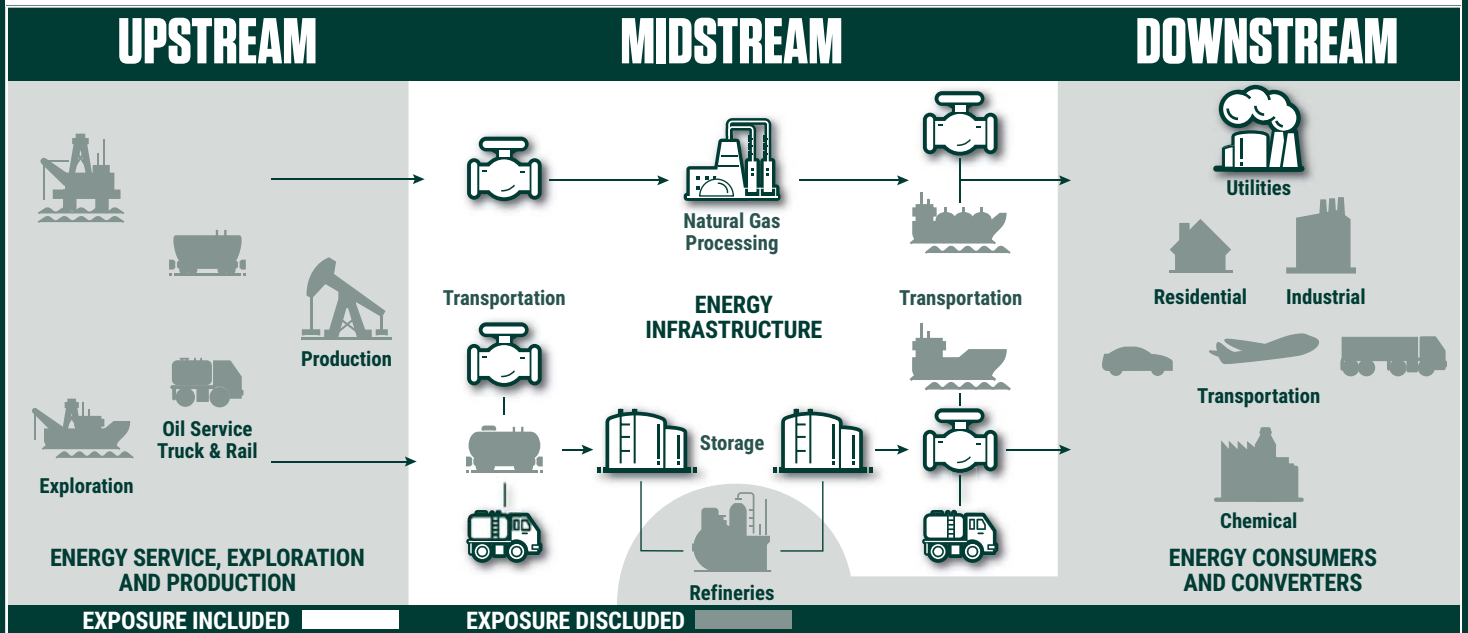 UPSTREAM
MIDSTREAM
DOWNSTREAM
Production
Oil Service
Truck & Rail
Exploration
ENERGY SERVICE, EXPLORATION
AND PRODUCTION
Natural Gas
Processing
Transportation
ENERGY
INFRASTRUCTURE
Transportation
Storage
Refineries
Utilities
Residential
Industrial
Transportation
Chemical
ENERGY CONSUMERS
AND CONVERTERS
EXPOSURE INCLUDED
EXPOSURE DISCLUDED